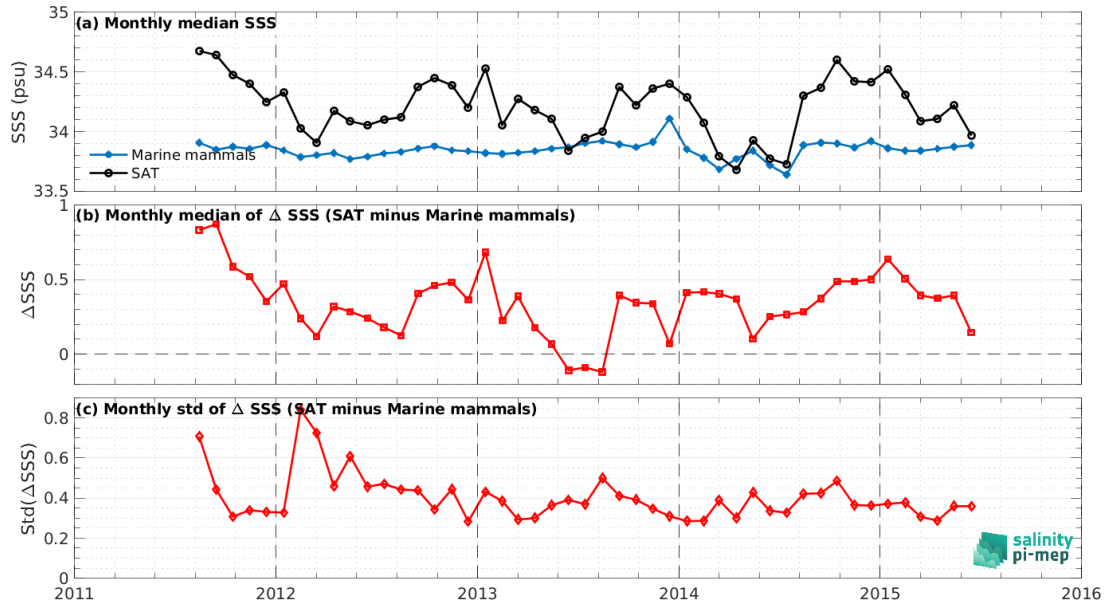 35
(a) Monthly median SSS
34.5
SSS (psu)
34
Marine mammals
SAT
33.5
1
(b) Monthly median of Δ SSS (SAT minus Marine mammals)
0.5
ΔSSS
0
(c) Monthly std of Δ SSS (SAT minus Marine mammals)
0.8
0.6
Std(ΔSSS)
0.4
0.2
salinity
pi-mep
0
2011 2012 2013 2014 2015 2016